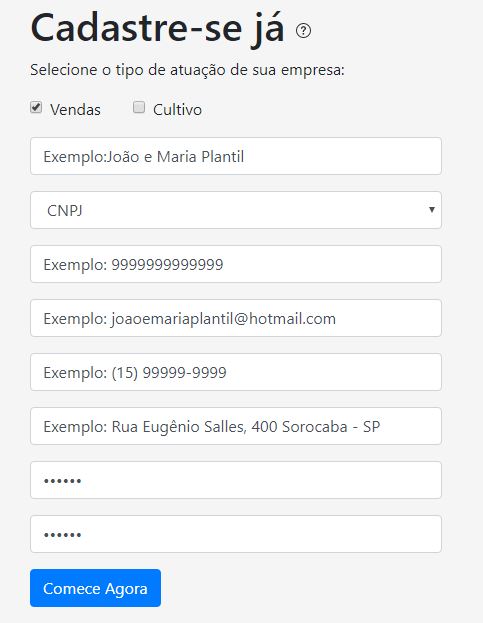 Cadastre-se já ?
Selecione o tipo de atuação de sua empresa:
Vendas Cultivo
Exemplo:João e Maria Plantil
CNPJ
Exemplo: 9999999999999
Exemplo: joaoemariaplantil@hotmail.com
Exemplo: (15) 99999-9999
Exemplo: Rua Eugênio Salles, 400 Sorocaba - SP
••••••
••••••
Comece Agora